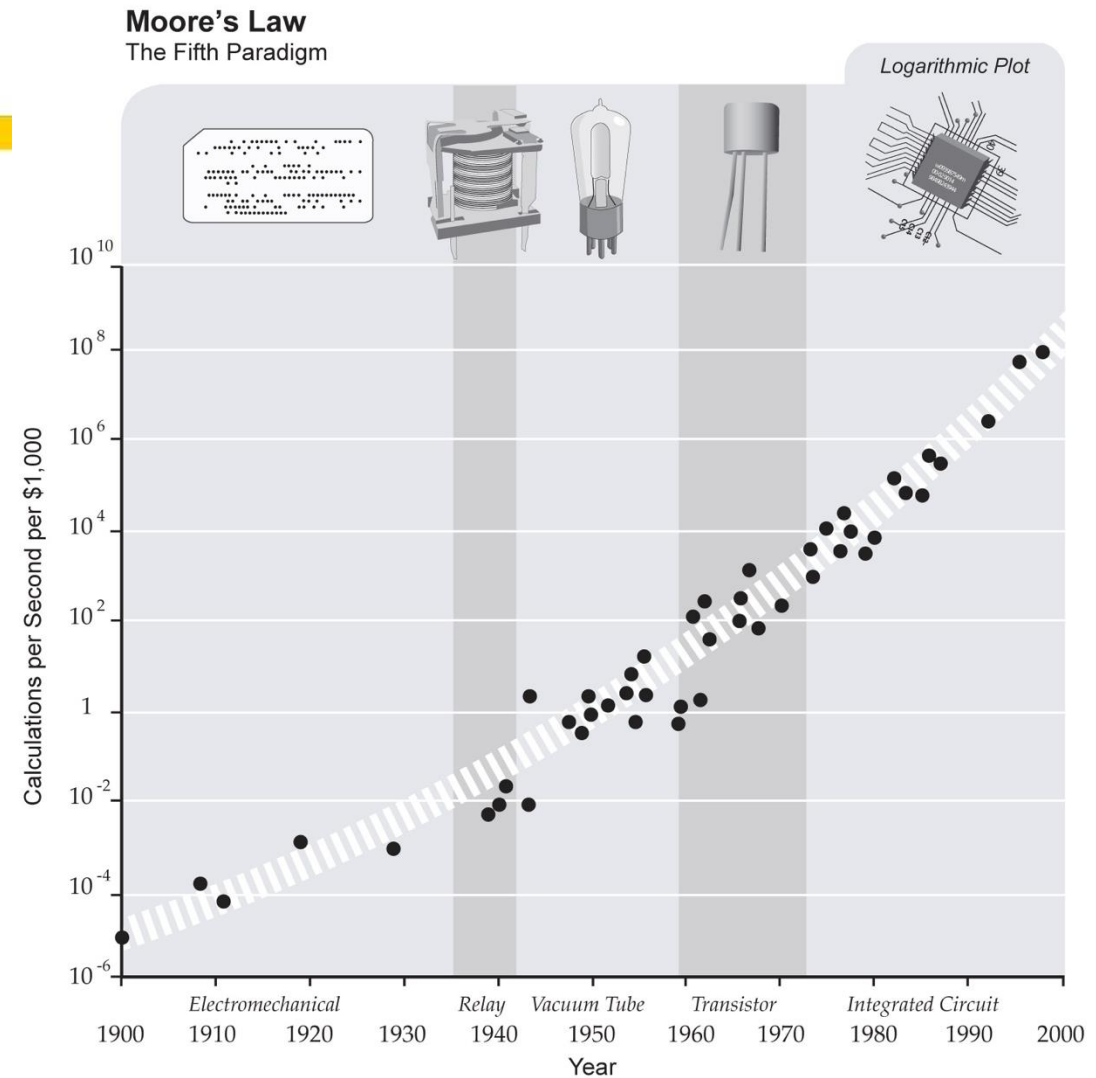 Moore's Law
The Fifth Paradigm
Logarithmic Plot
10^10
10^8
10^6
10^4
10^2
1
10^-2
10^-4
10^-6
Calculations per Second per $1,000
Electromechanical Relay Vacuum Tube Transistor Integrated Circuit
1900 1910 1920 1930 1940 1950 1960 1970 1980 1990 2000
Year